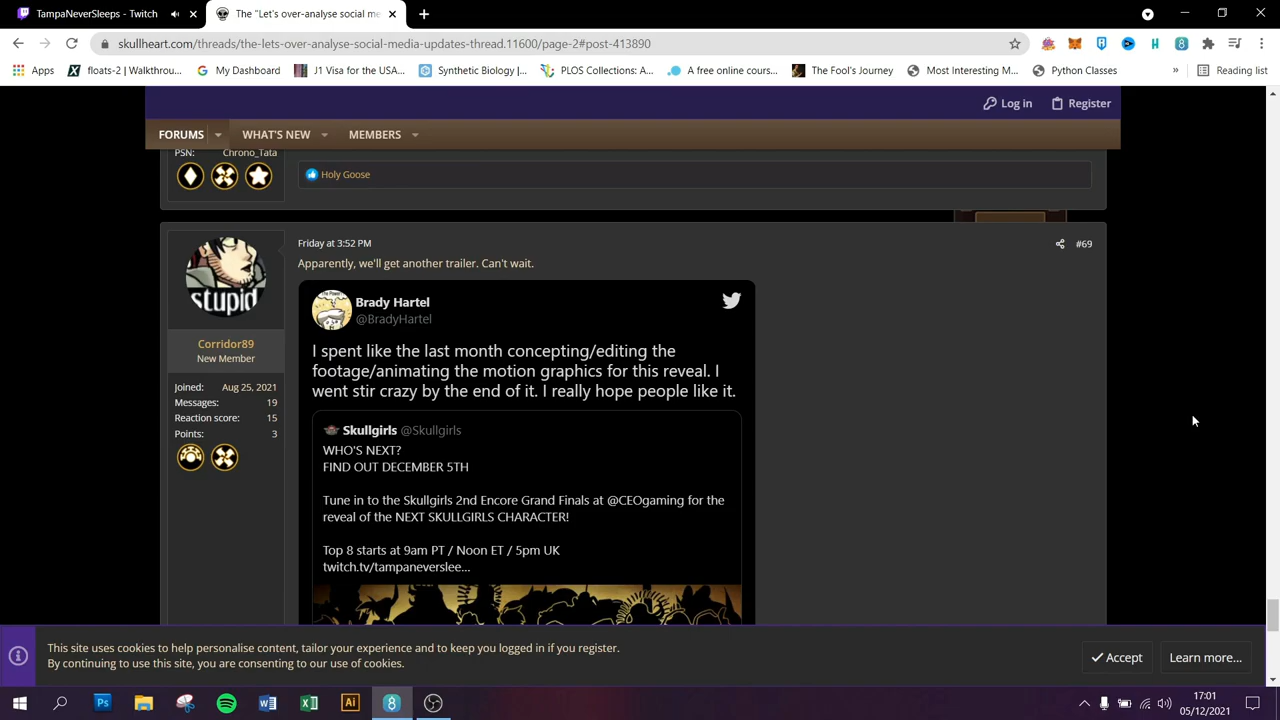 TampaNeverSleeps - Twitch
The "Let's over-analyse social me
skullheart.com/threads/the-lets-over-analyse-social-media-updates-thread.11600/page-2#post-413890
Apps
floats-2 | Walkthrou...
My Dashboard
J1 Visa for the USA...
Synthetic Biology |...
PLOS Collections: A...
A free online cours...
The Fool's Journey
Most Interesting M...
Python Classes
»
Reading list
Log in
Register
FORUMS
WHAT'S NEW
MEMBERS
PSN: Chrono_Tata
Holy Goose
Friday at 3:52 PM
#69
Apparently, we'll get another trailer. Can't wait.
stupid
Corridor89
New Member
Joined: Aug 25, 2021
Messages: 19
Reaction score: 15
Points: 3
Brady Hartel
@BradyHartel
I spent like the last month concepting/editing the
footage/animating the motion graphics for this reveal. I
went stir crazy by the end of it. I really hope people like it.
Skullgirls @Skullgirls
WHO'S NEXT?
FIND OUT DECEMBER 5TH
Tune in to the Skullgirls 2nd Encore Grand Finals at @CEOgaming for the
reveal of the NEXT SKULLGIRLS CHARACTER!
Top 8 starts at 9am PT / Noon ET / 5pm UK
twitch.tv/tampaneverslee...
This site uses cookies to help personalise content, tailor your experience and to keep you logged in if you register.
By continuing to use this site, you are consenting to our use of cookies.
Accept
Learn more...
Ps
Ai
8
17:01
05/12/2021